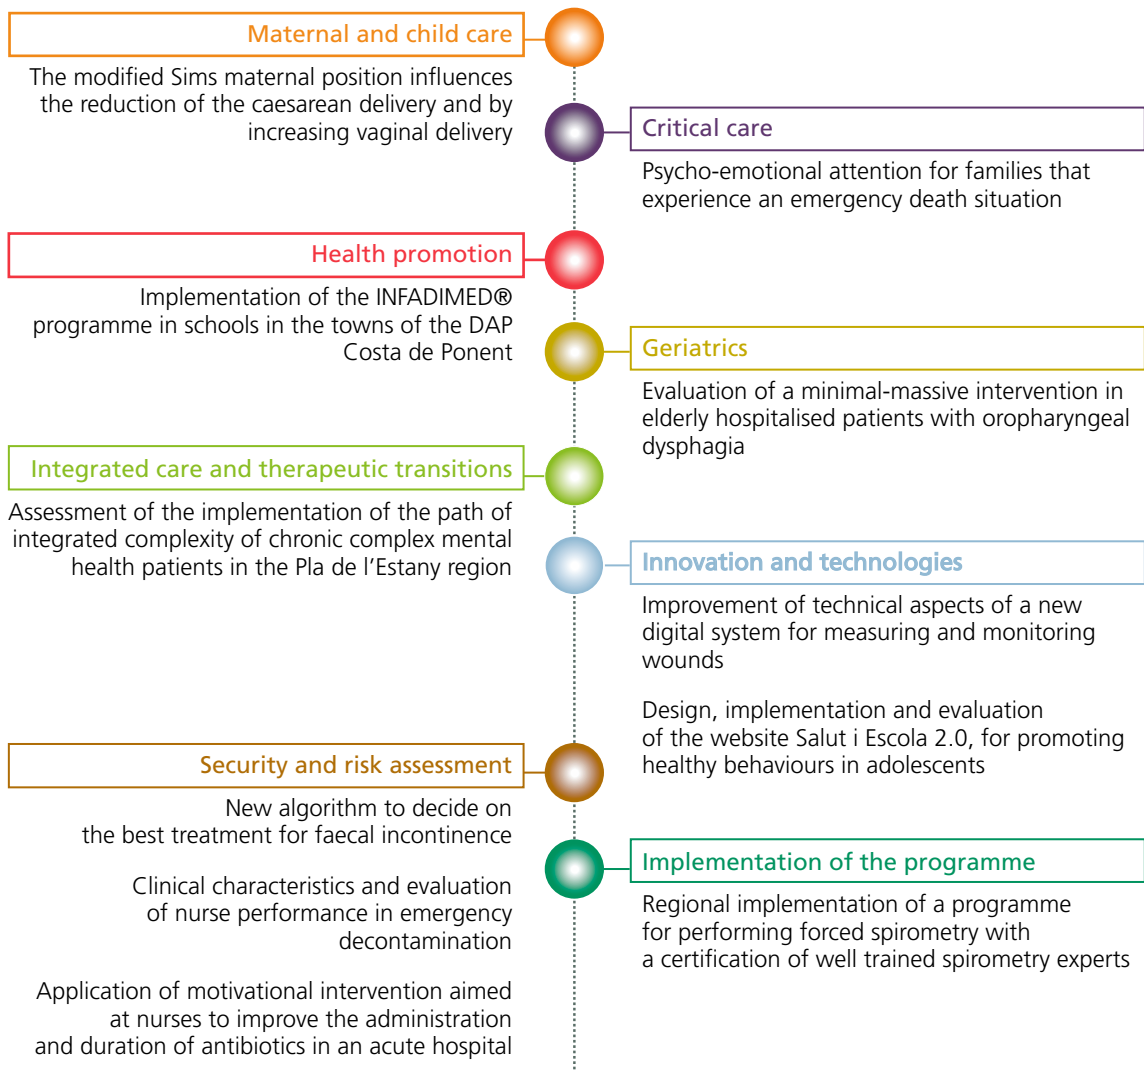 Maternal and child care
The modified Sims maternal position influences
the reduction of the caesarean delivery and by
increasing vaginal delivery
Critical care
Psycho-emotional attention for families that
experience an emergency death situation
Health promotion
Implementation of the INFADIMED®
programme in schools in the towns of the DAP
Costa de Ponent
Geriatrics
Evaluation of a minimal-massive intervention in
elderly hospitalised patients with oropharyngeal
dysphagia
Integrated care and therapeutic transitions
Assessment of the implementation of the path of
integrated complexity of chronic complex mental
health patients in the Pla de l’Estany region
Innovation and technologies
Improvement of technical aspects of a new
digital system for measuring and monitoring
wounds
Design, implementation and evaluation
of the website Salut i Escola 2.0, for promoting
healthy behaviours in adolescents
Security and risk assessment
New algorithm to decide on
the best treatment for faecal incontinence
Clinical characteristics and evaluation
of nurse performance in emergency
decontamination
Application of motivational intervention aimed
at nurses to improve the administration
and duration of antibiotics in an acute hospital
Implementation of the programme
Regional implementation of a programme
for performing forced spirometry with
a certification of well trained spirometry experts